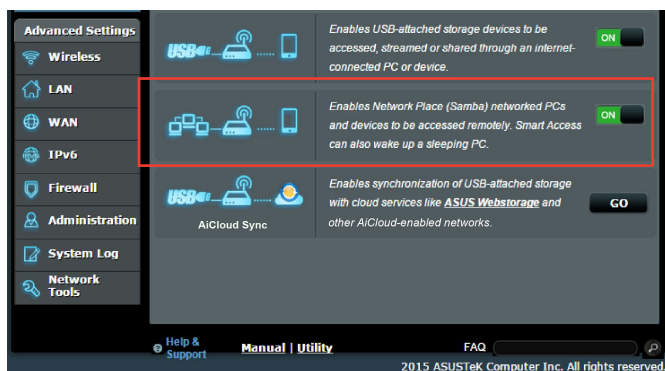 Advanced Settings
Wireless
LAN
WAN
IPv6
Firewall
Administration
System Log
Network
Tools
USB
Enables USB-attached storage devices to be
accessed, streamed or shared through an internet-
connected PC or device.
ON
Enables Network Place (Samba) networked PCs
and devices to be accessed remotely. Smart Access
can also wake up a sleeping PC.
ON
USB
AiCloud Sync
Enables synchronization of USB-attached storage
with cloud services like ASUS Webstorage and
other AiCloud-enabled networks.
GO
Help &
Support
Manual | Utility
FAQ
2015 ASUSTeK Computer Inc. All rights reserved